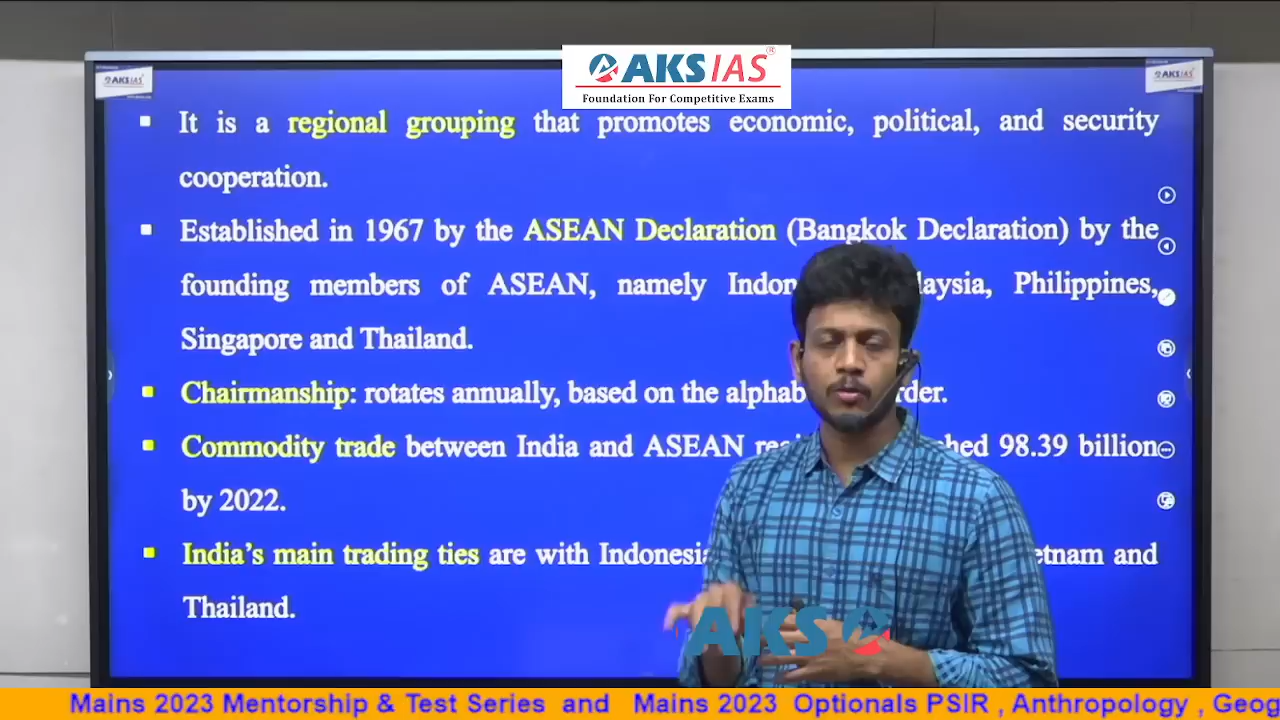 AKS IAS®
Foundation For Competitive Exams
AKSIAS
AKSIAS
It is a regional grouping that promotes economic, political, and security
cooperation.
Established in 1967 by the ASEAN Declaration (Bangkok Declaration) by the
founding members of ASEAN, namely Philippines,
Singapore and Thailand.
Chairmanship: rotates annually, based on the
Commodity trade between India and ASEAN 98.39 billion
by 2022.
India's main trading ties are with and
Thailand.
AKS
Mains 2023 Mentorship & Test Series and Mains 2023 Optionals PSIR , Anthropology ,